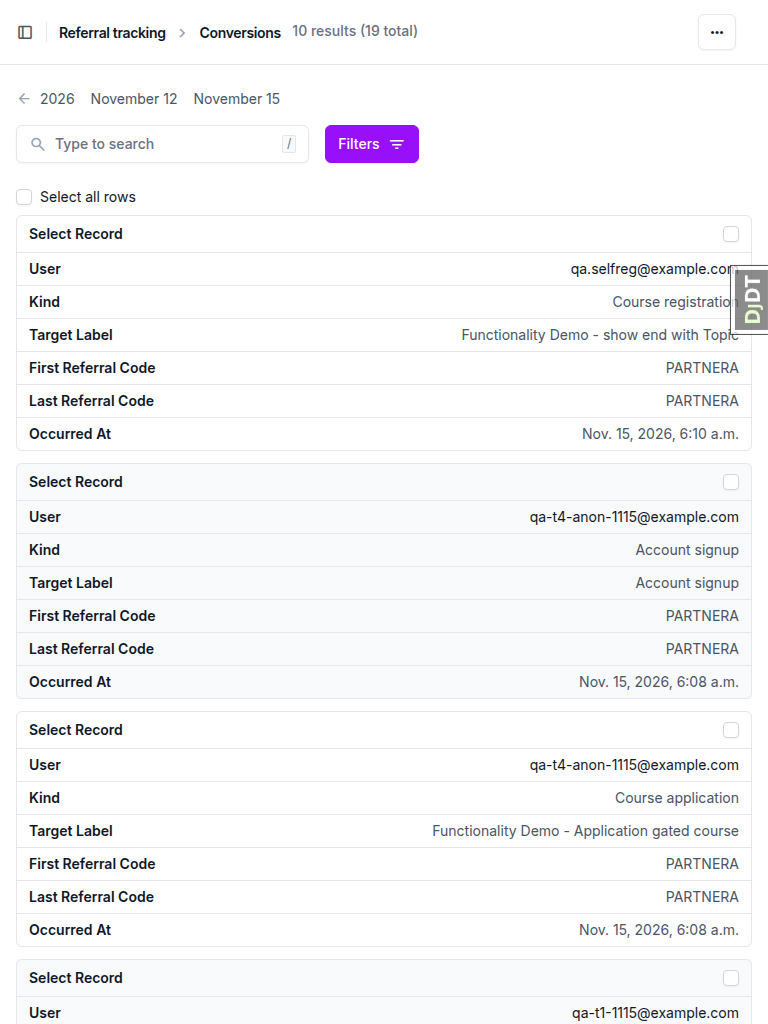 Referral tracking > Conversions 10 results (19 total) ...
← 2026 November 12 November 15
Type to search / Filters
Select all rows
Select Record
User qa.selfreg@example.com
Kind Course registration
DjDT
Target Label Functionality Demo - show end with Topic
First Referral Code PARTNERA
Last Referral Code PARTNERA
Occurred At Nov. 15, 2026, 6:10 a.m.
Select Record
User qa-t4-anon-1115@example.com
Kind Account signup
Target Label Account signup
First Referral Code PARTNERA
Last Referral Code PARTNERA
Occurred At Nov. 15, 2026, 6:08 a.m.
Select Record
User qa-t4-anon-1115@example.com
Kind Course application
Target Label Functionality Demo - Application gated course
First Referral Code PARTNERA
Last Referral Code PARTNERA
Occurred At Nov. 15, 2026, 6:08 a.m.
Select Record
User qa-t1-1115@example.com